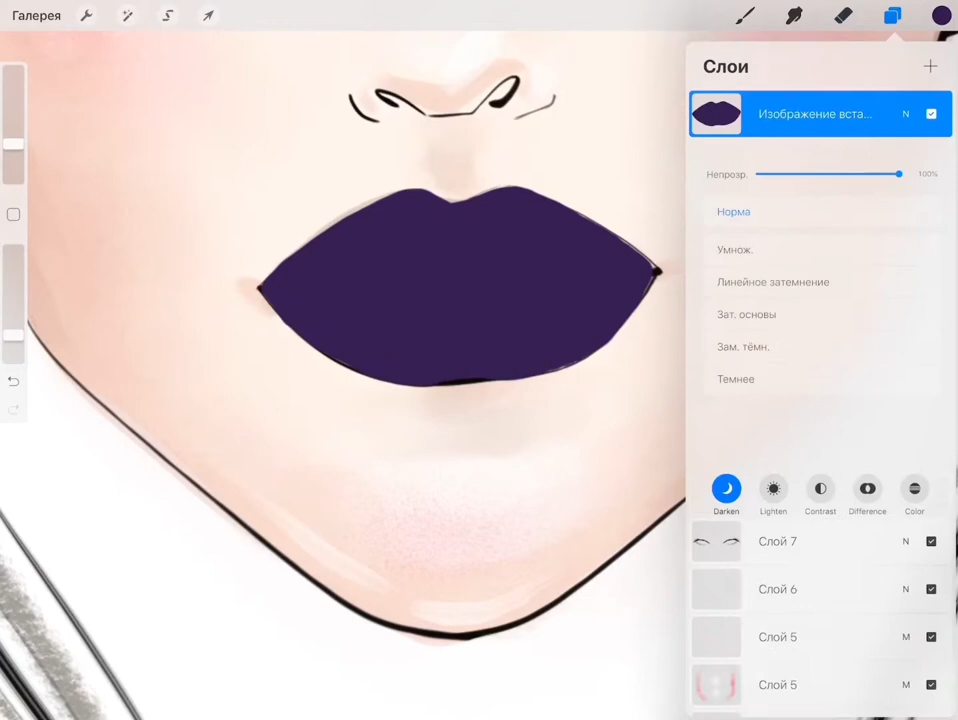 Галерея
Слои
Изображение вста... N
Непрозр. 100%
Норма
Умнож.
Линейное затемнение
Зат. основы
Зам. тёмн.
Темнее
Darken Lighten Contrast Difference Color
Слой 7 N
Слой 6 N
Слой 5 M
Слой 5 M